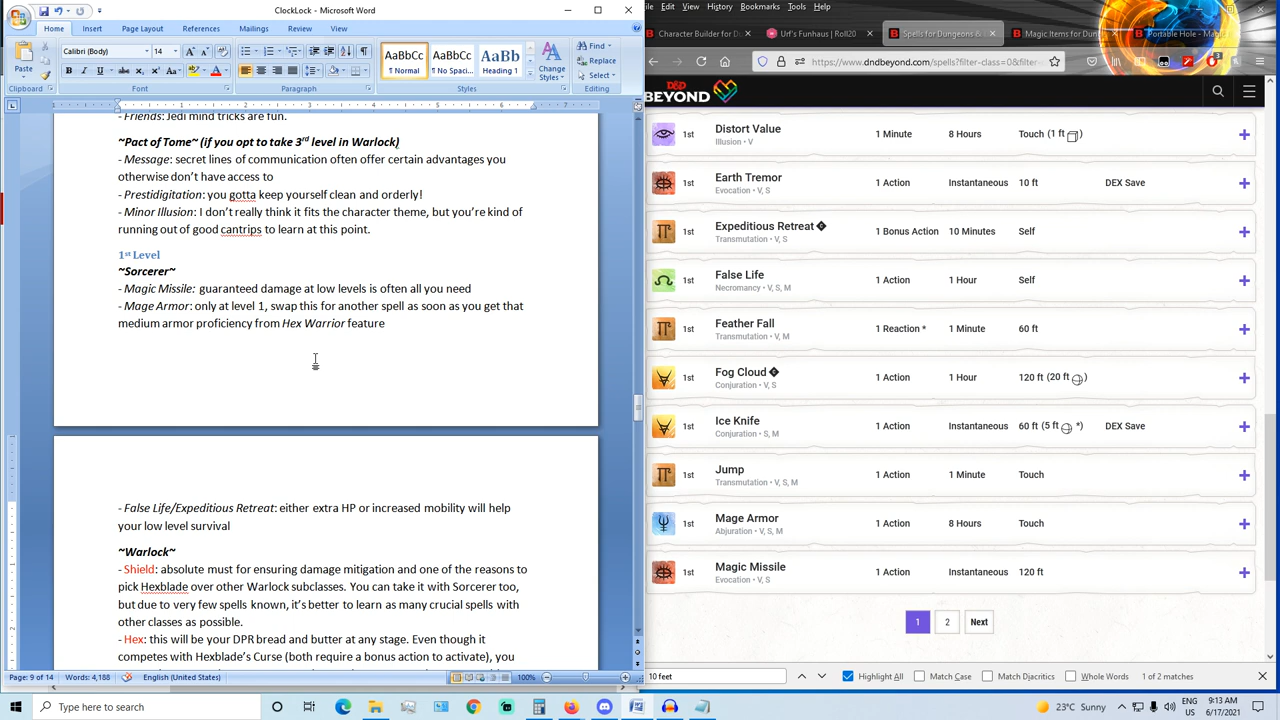 ClockLock - Microsoft Word
Home Insert Page Layout References Mailings Review View
Paste
Calibri (Body) 14
AaBbCc AaBbCc AaBb
¶ Normal ¶ No Spaci... Heading 1
Change Styles
Find
Replace
Select
Clipboard Font Paragraph Styles Editing
- Friends: Jedi mind tricks are fun.
~Pact of Tome~ (if you opt to take 3rd level in Warlock)
- Message: secret lines of communication often offer certain advantages you
otherwise don't have access to
- Prestidigitation: you gotta keep yourself clean and orderly!
- Minor Illusion: I don't really think it fits the character theme, but you're kind of
running out of good cantrips to learn at this point.
1st Level
~Sorcerer~
- Magic Missile: guaranteed damage at low levels is often all you need
- Mage Armor: only at level 1, swap this for another spell as soon as you get that
medium armor proficiency from Hex Warrior feature
- False Life/Expeditious Retreat: either extra HP or increased mobility will help
your low level survival
~Warlock~
- Shield: absolute must for ensuring damage mitigation and one of the reasons to
pick Hexblade over other Warlock subclasses. You can take it with Sorcerer too,
but due to very few spells known, it's better to learn as many crucial spells with
other classes as possible.
- Hex: this will be your DPR bread and butter at any stage. Even though it
competes with Hexblade's Curse (both require a bonus action to activate), you
Page: 9 of 14 Words: 4,188 English (United States) 100%
File Edit View History Bookmarks Tools Help
Character Builder for Du
Urf's Funhaus | Roll20
Spells for Dungeons &
Magic Items for Dun
Portable Hole - Magic
https://www.dndbeyond.com/spells?filter-class=0&filter-
D&D BEYOND
1st Distort Value 1 Minute 8 Hours Touch (1 ft )
Illusion • V
1st Earth Tremor 1 Action Instantaneous 10 ft DEX Save
Evocation • V, S
1st Expeditious Retreat 1 Bonus Action 10 Minutes Self
Transmutation • V, S
1st False Life 1 Action 1 Hour Self
Necromancy • V, S, M
1st Feather Fall 1 Reaction * 1 Minute 60 ft
Transmutation • V, M
1st Fog Cloud 1 Action 1 Hour 120 ft (20 ft )
Conjuration • V, S
1st Ice Knife 1 Action Instantaneous 60 ft (5 ft *) DEX Save
Conjuration • S, M
1st Jump 1 Action 1 Minute Touch
Transmutation • V, S, M
1st Mage Armor 1 Action 8 Hours Touch
Abjuration • V, S, M
1st Magic Missile 1 Action Instantaneous 120 ft
Evocation • V, S
1 2 Next
10 feet Highlight All Match Case Match Diacritics Whole Words 1 of 2 matches
Type here to search
23°C Sunny
ENG US
9:13 AM
6/17/2021